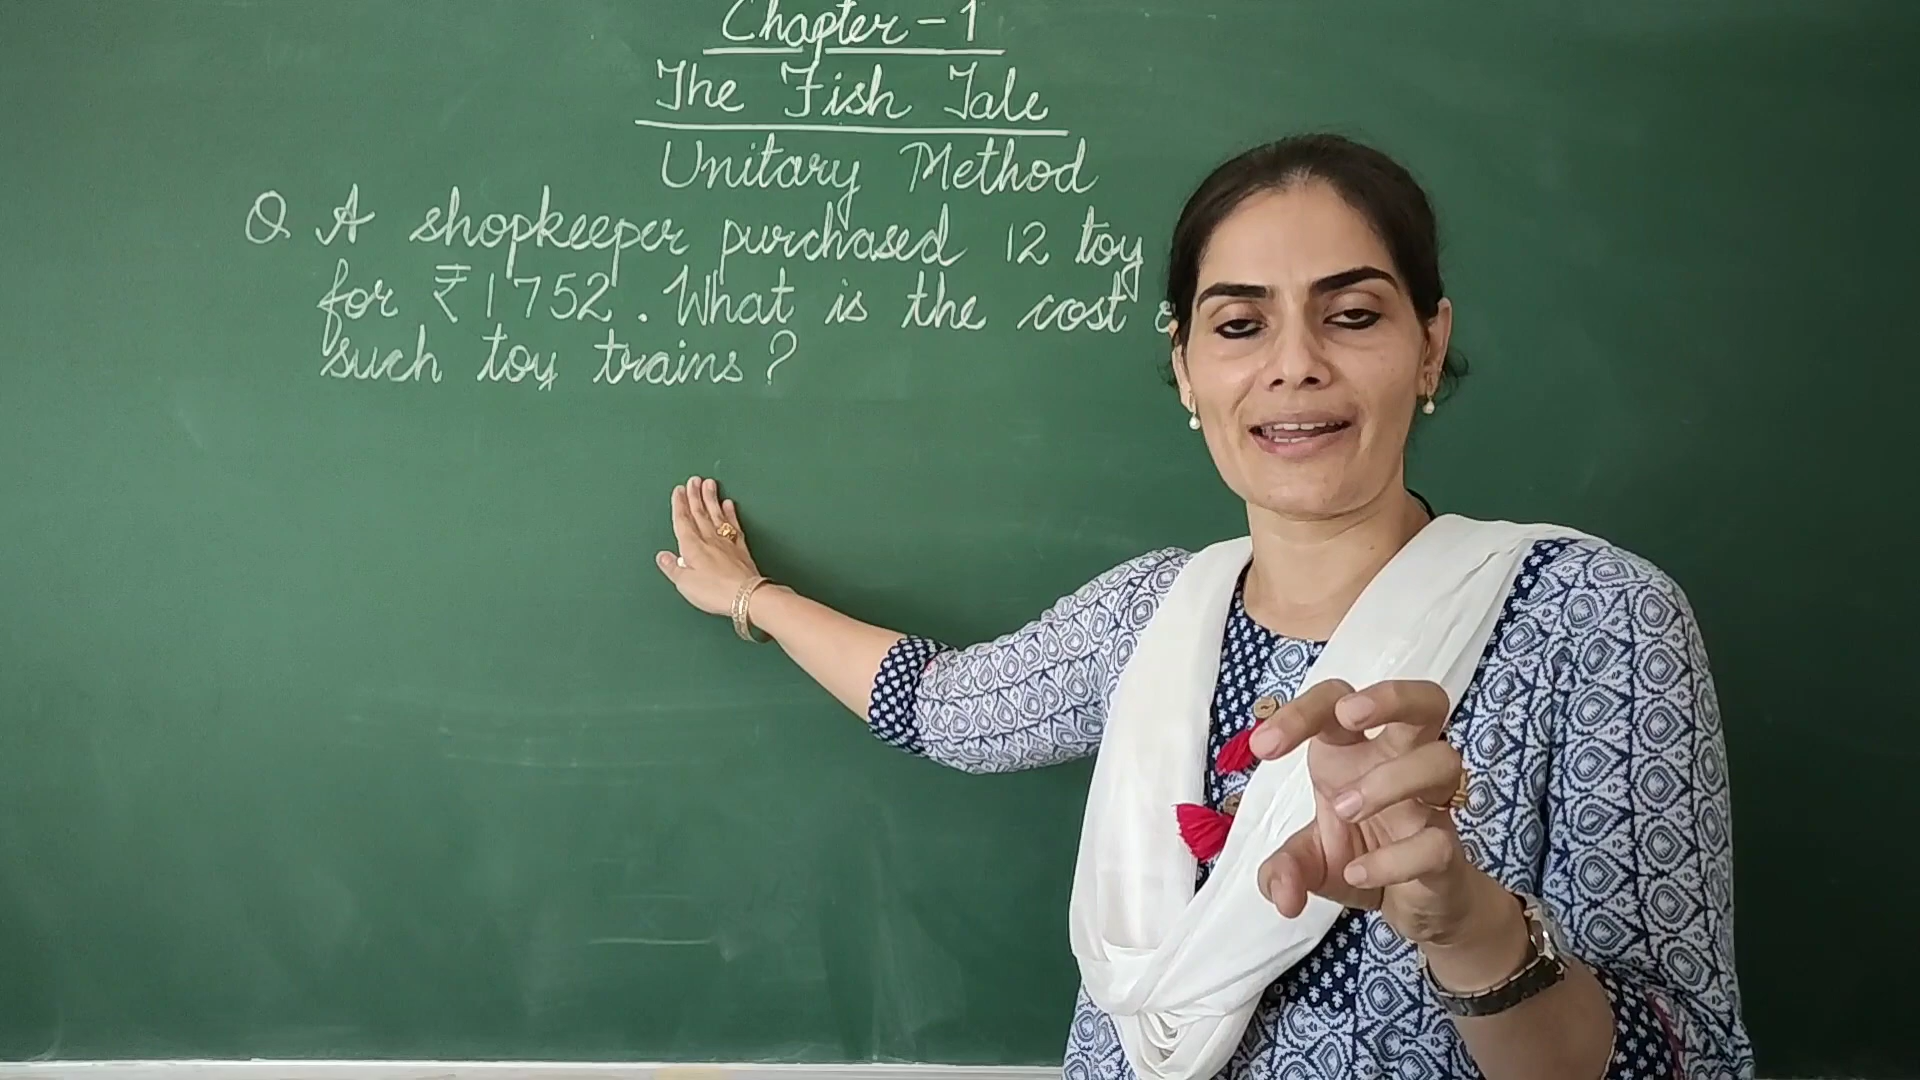 Chapter-1
The Fish Tale
Unitary Method
Q A shopkeeper purchased 12 toy
for ₹1752. What is the cost
such toy trains?